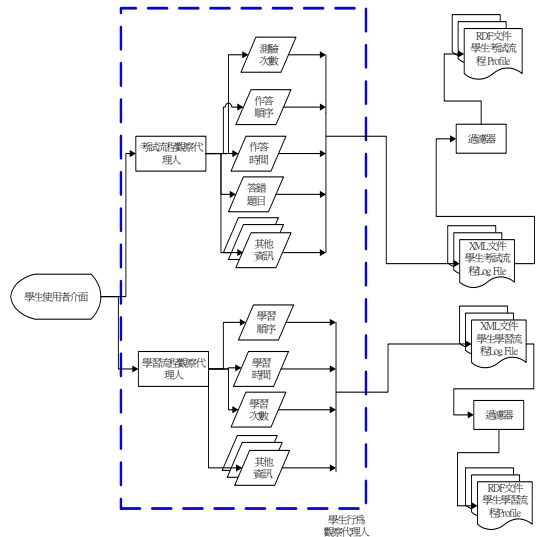 RDF文件
學生考試流
程Profile
測驗
次數
作答
順序
過濾器
考試流程觀察代
理人
作答
時間
答錯
題目
其他
資訊
XML文件
學生考試流
程Log File
學生使用者介面
學習
順序
XML文件
學生學習流
程Log File
學習流程觀察代
理人
學習
時間
學習
次數
過濾器
其他
資訊
RDF文件
學生學習流
程Profile
學生行為
觀察代理人